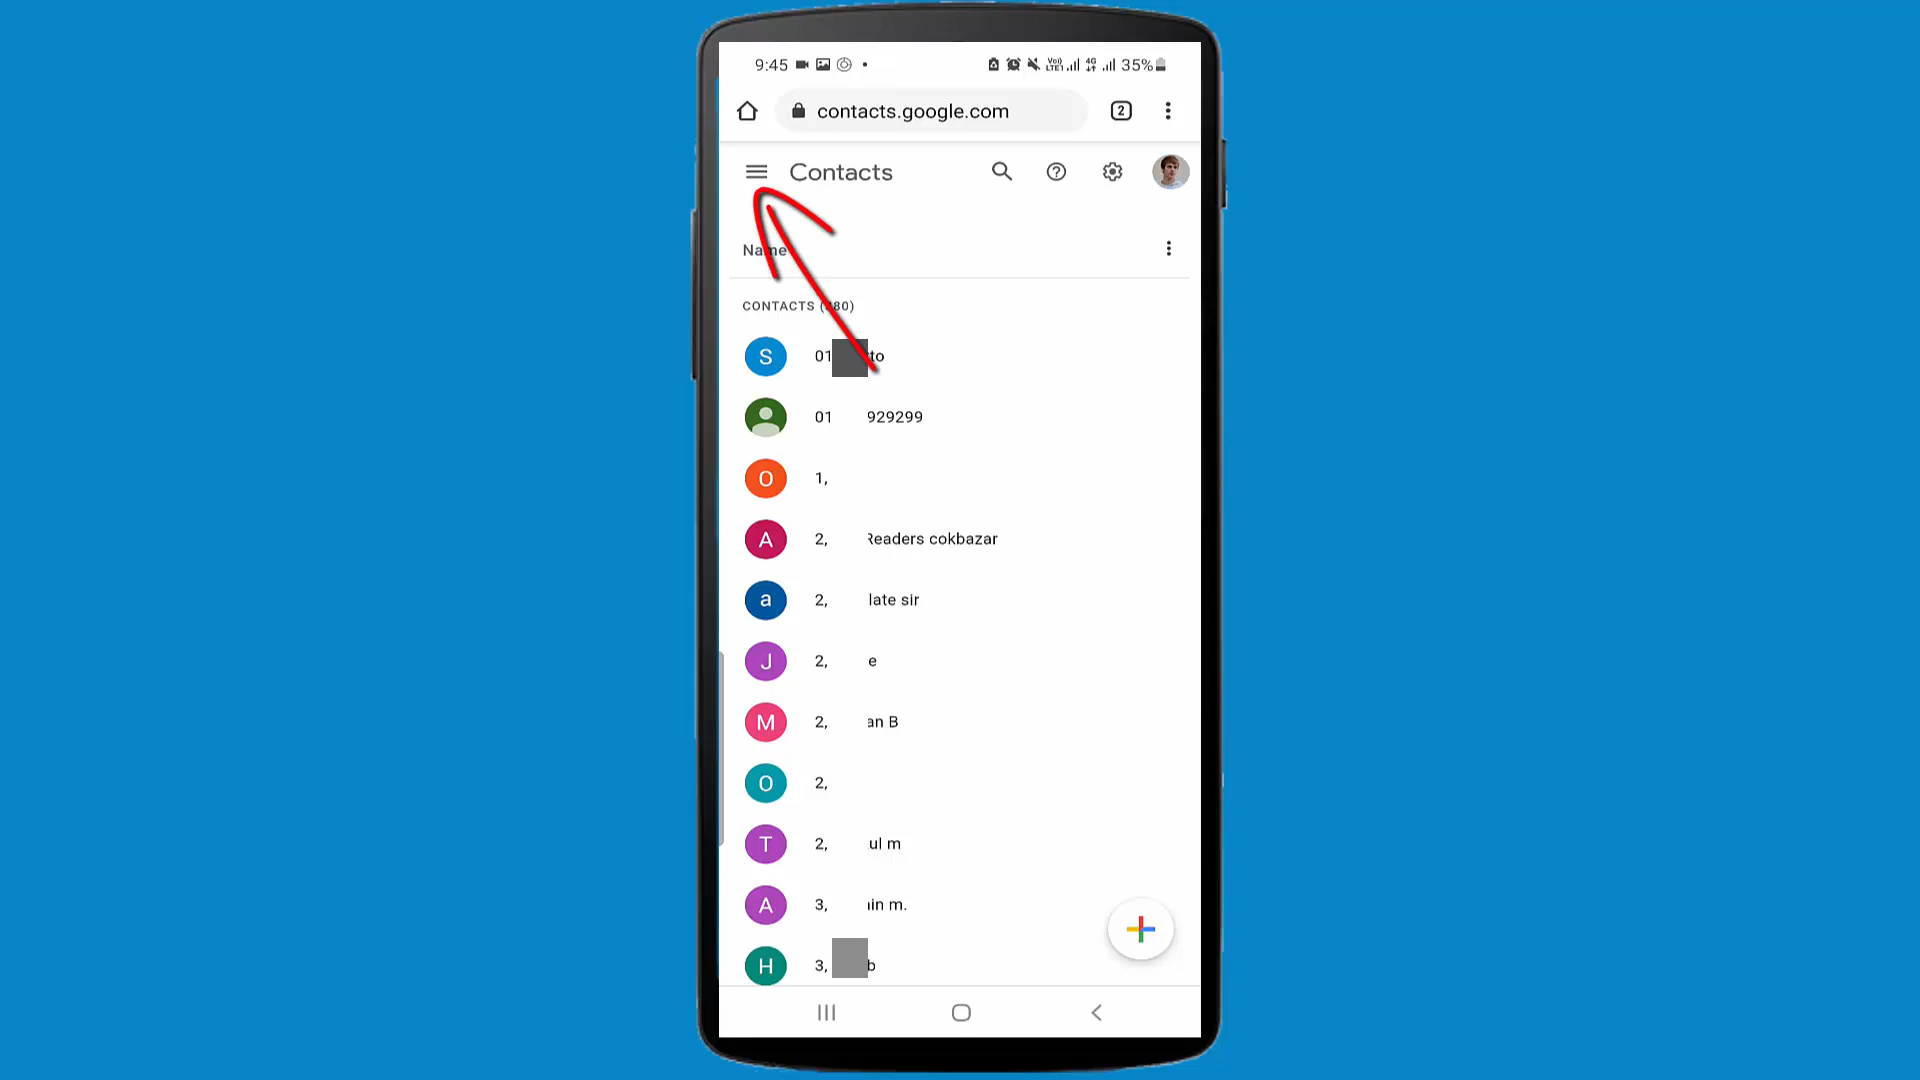 9:45 35%
contacts.google.com 2
Contacts
Name
CONTACTS
S 01 to
01 929299
O 1,
A 2, Readers cokbazar
a 2, late sir
J 2, e
M 2, an B
O 2,
T 2, ul m
A 3, in m.
H 3, b